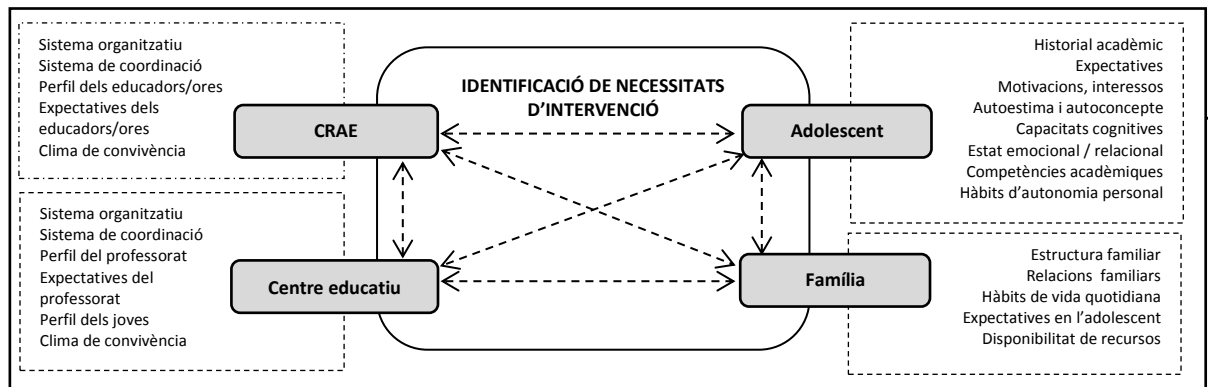 Sistema organitzatiu
Sistema de coordinació
Perfil dels educadors/ores
Expectatives dels
educadors/ores
Clima de convivència
IDENTIFICACIÓ DE NECESSITATS
D’INTERVENCIÓ
CRAE
Adolescent
Historial acadèmic
Expectatives
Motivacions, interessos
Autoestima i autoconcepte
Capacitats cognitives
Estat emocional / relacional
Competències acadèmiques
Hàbits d’autonomia personal
Sistema organitzatiu
Sistema de coordinació
Perfil del professorat
Expectatives del
professorat
Perfil dels joves
Clima de convivència
Centre educatiu
Família
Estructura familiar
Relacions familiars
Hàbits de vida quotidiana
Expectatives en l’adolescent
Disponibilitat de recursos